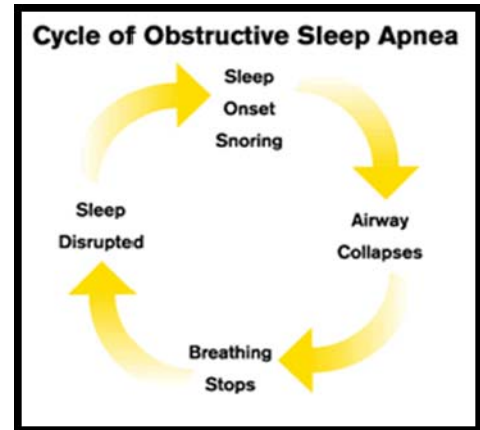 Cycle of Obstructive Sleep Apnea
Sleep
Onset
Snoring
Airway
Collapses
Breathing
Stops
Sleep
Disrupted